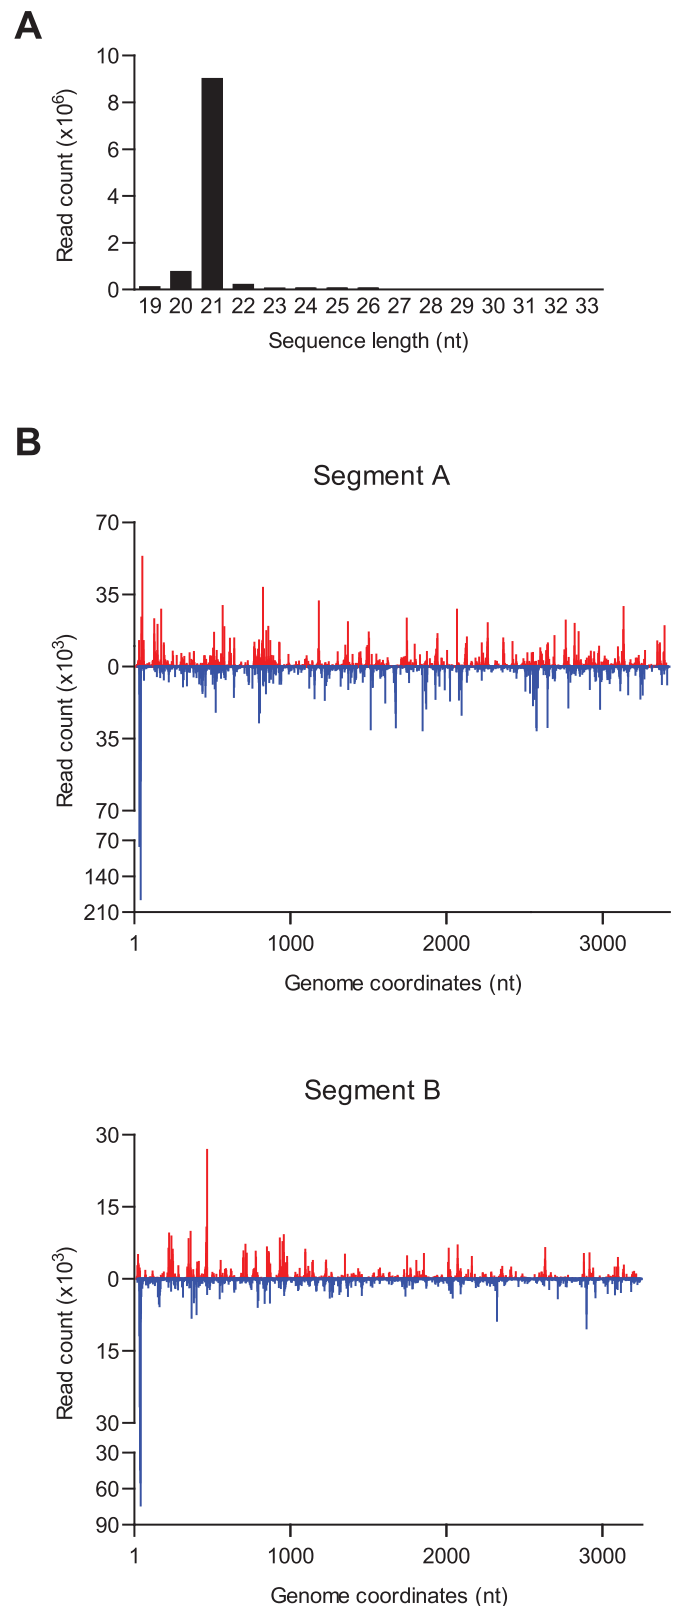 A
10
8
6
4
2
0
Read count (x10⁶)
19 20 21 22 23 24 25 26 27 28 29 30 31 32 33
Sequence length (nt)
B
Segment A
70
35
0
35
70
70
140
210
Read count (x10³)
1 1000 2000 3000
Genome coordinates (nt)
Segment B
30
15
0
15
30
30
60
90
Read count (x10³)
1 1000 2000 3000
Genome coordinates (nt)